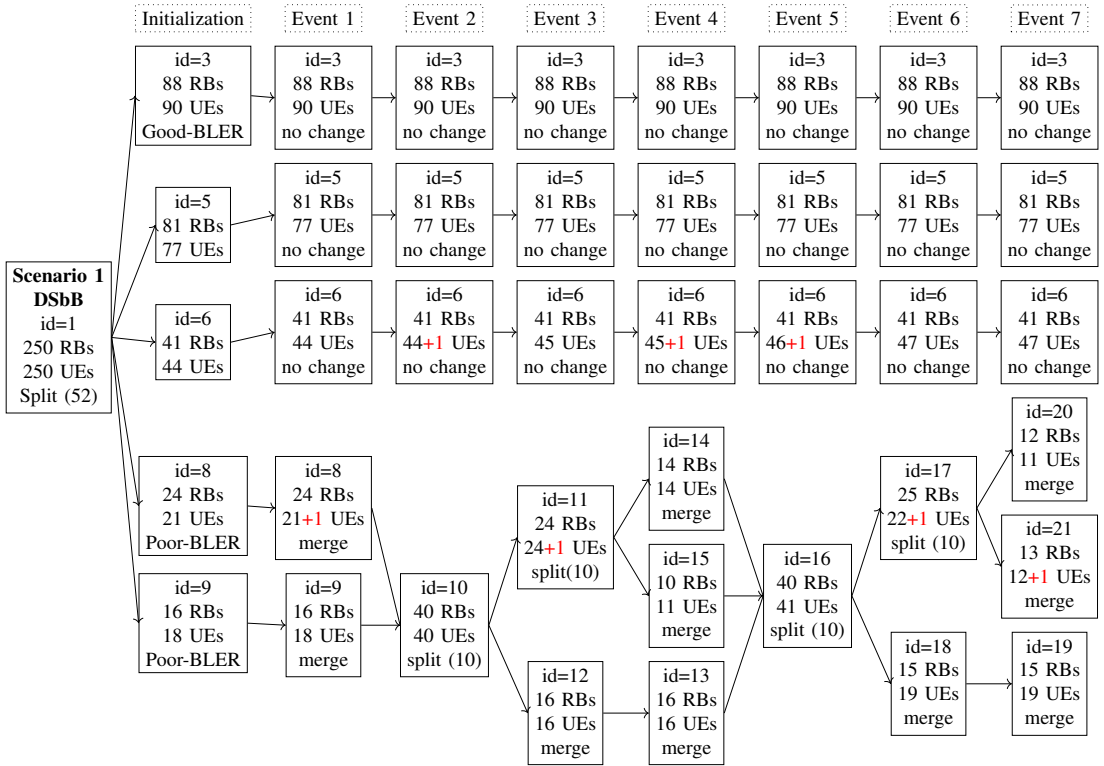 Initialization
Event 1
Event 2
Event 3
Event 4
Event 5
Event 6
Event 7
Scenario 1
DSbB
id=1
250 RBs
250 UEs
Split (52)
id=3
88 RBs
90 UEs
Good-BLER
id=3
88 RBs
90 UEs
no change
id=3
88 RBs
90 UEs
no change
id=3
88 RBs
90 UEs
no change
id=3
88 RBs
90 UEs
no change
id=3
88 RBs
90 UEs
no change
id=3
88 RBs
90 UEs
no change
id=3
88 RBs
90 UEs
no change
id=5
81 RBs
77 UEs
id=5
81 RBs
77 UEs
no change
id=5
81 RBs
77 UEs
no change
id=5
81 RBs
77 UEs
no change
id=5
81 RBs
77 UEs
no change
id=5
81 RBs
77 UEs
no change
id=5
81 RBs
77 UEs
no change
id=5
81 RBs
77 UEs
no change
id=6
41 RBs
44 UEs
id=6
41 RBs
44 UEs
no change
id=6
41 RBs
44+1 UEs
no change
id=6
41 RBs
45 UEs
no change
id=6
41 RBs
45+1 UEs
no change
id=6
41 RBs
46+1 UEs
no change
id=6
41 RBs
47 UEs
no change
id=6
41 RBs
47 UEs
no change
id=8
24 RBs
21 UEs
Poor-BLER
id=8
24 RBs
21+1 UEs
merge
id=9
16 RBs
18 UEs
Poor-BLER
id=9
16 RBs
18 UEs
merge
id=10
40 RBs
40 UEs
split (10)
id=11
24 RBs
24+1 UEs
split(10)
id=12
16 RBs
16 UEs
merge
id=14
14 RBs
14 UEs
merge
id=15
10 RBs
11 UEs
merge
id=13
16 RBs
16 UEs
merge
id=16
40 RBs
41 UEs
split (10)
id=17
25 RBs
22+1 UEs
split (10)
id=18
15 RBs
19 UEs
merge
id=20
12 RBs
11 UEs
merge
id=21
13 RBs
12+1 UEs
merge
id=19
15 RBs
19 UEs
merge